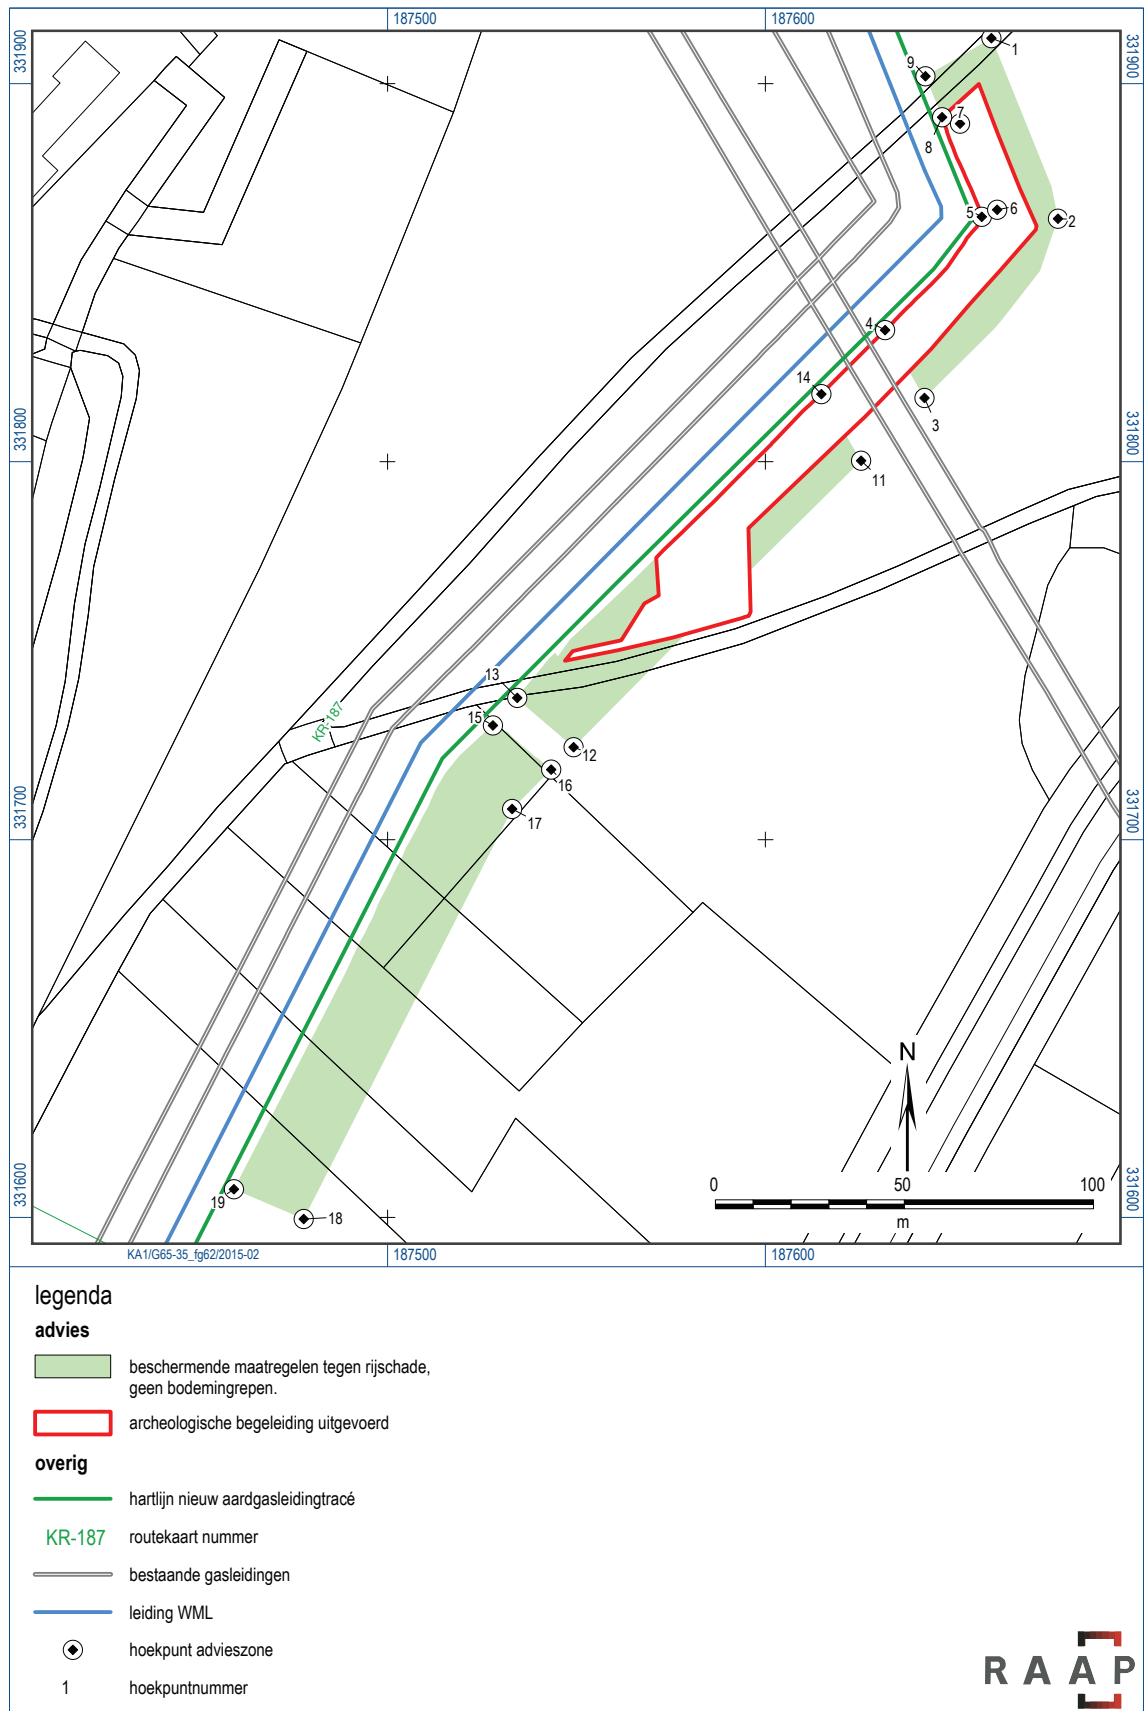 187500
187600
331900
331900
1
9
7
8
5
6
2
4
14
3
331800
331800
11
13
15
KR-187
12
16
17
331700
331700
N
0
50
100
m
331600
331600
19
18
KA1/G65-35_fg62/2015-02
187500
187600
legenda
advies
beschermende maatregelen tegen rijschade,
geen bodemingrepen.
archeologische begeleiding uitgevoerd
overig
hartlijn nieuw aardgasleidingtracé
KR-187
routekaart nummer
bestaande gasleidingen
leiding WML
hoekpunt advieszone
1
hoekpuntnummer
RAAP